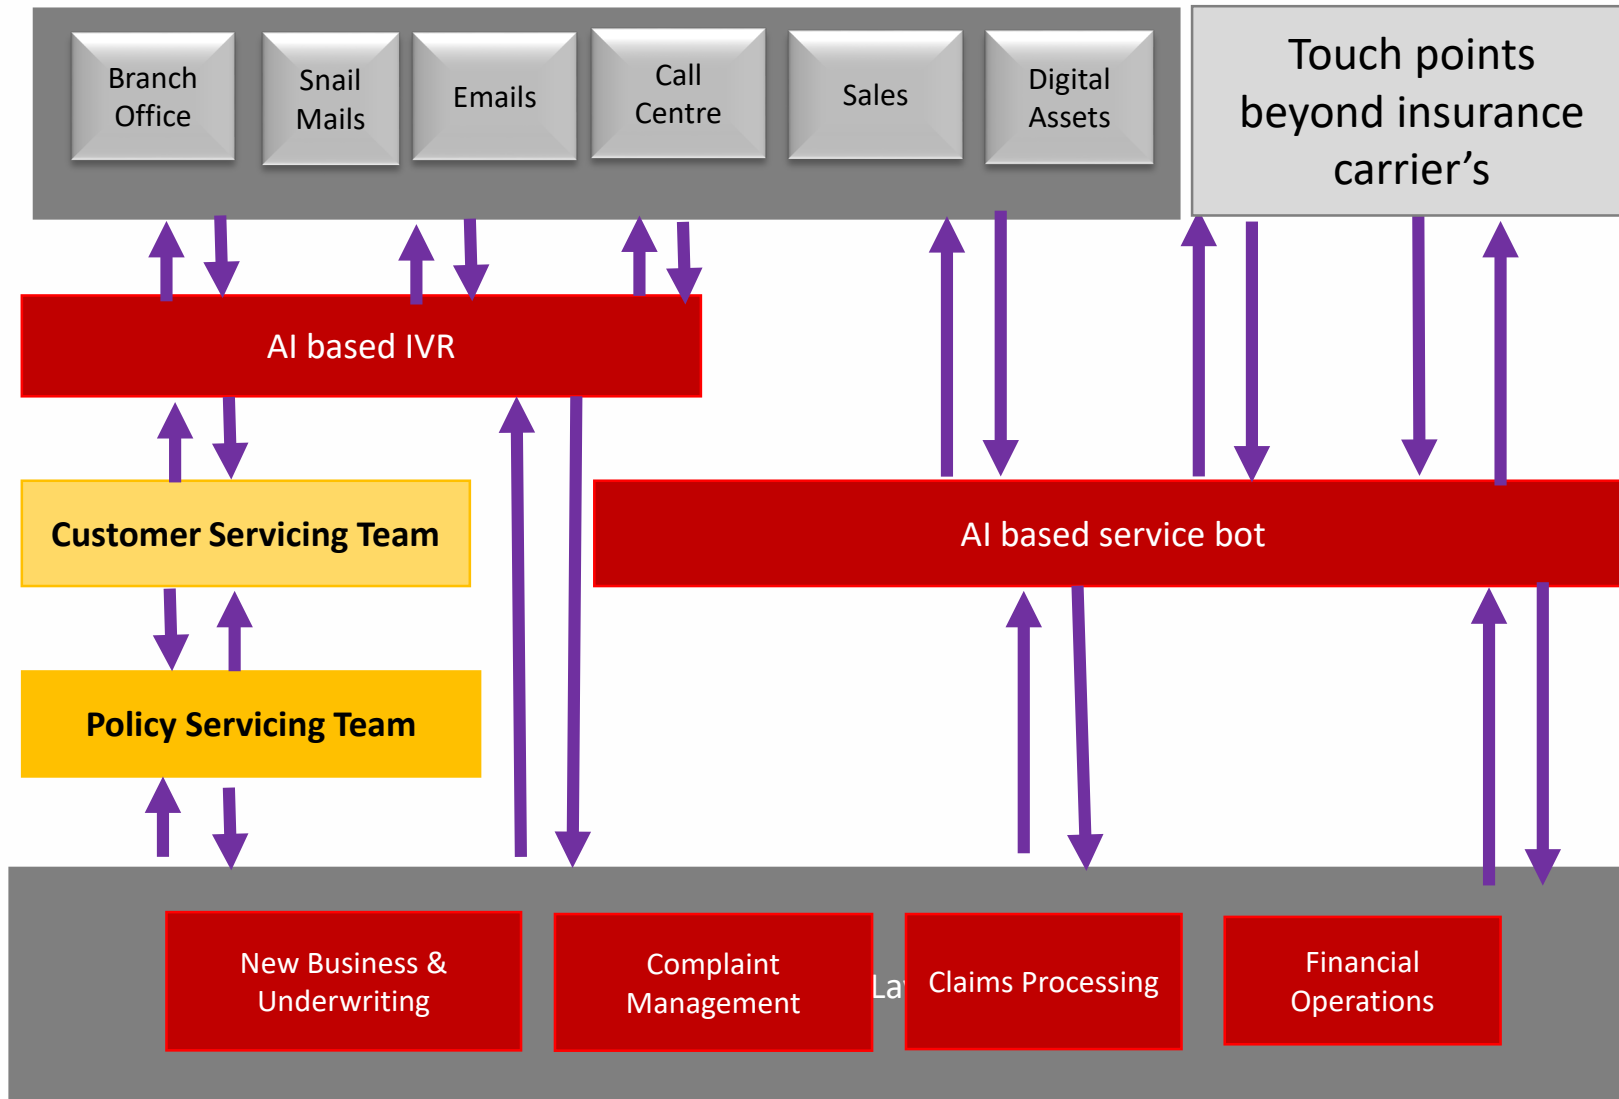 Branch
Office
Snail
Mails
Emails
Call
Centre
Sales
Digital
Assets
Touch points
beyond insurance
carrier’s
AI based IVR
Customer Servicing Team
AI based service bot
Policy Servicing Team
New Business &
Underwriting
Complaint
Management
Claims Processing
Financial
Operations